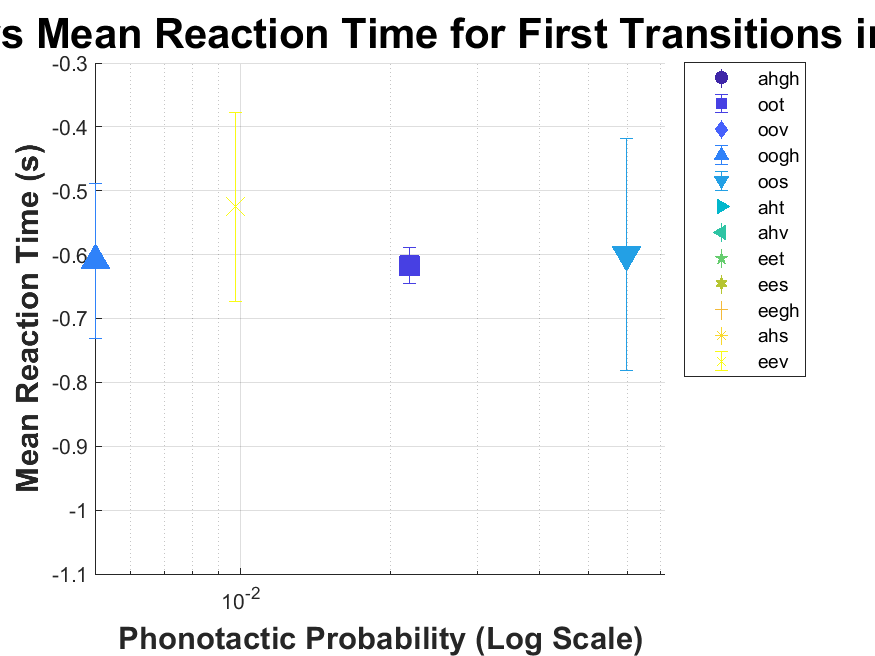 s Mean Reaction Time for First Transitions in
-0.3
-0.4
-0.5
-0.6
-0.7
-0.8
-0.9
-1
-1.1
Mean Reaction Time (s)
10-2
Phonotactic Probability (Log Scale)
ahgh
oot
oov
oogh
oos
aht
ahv
eet
ees
eegh
ahs
eev